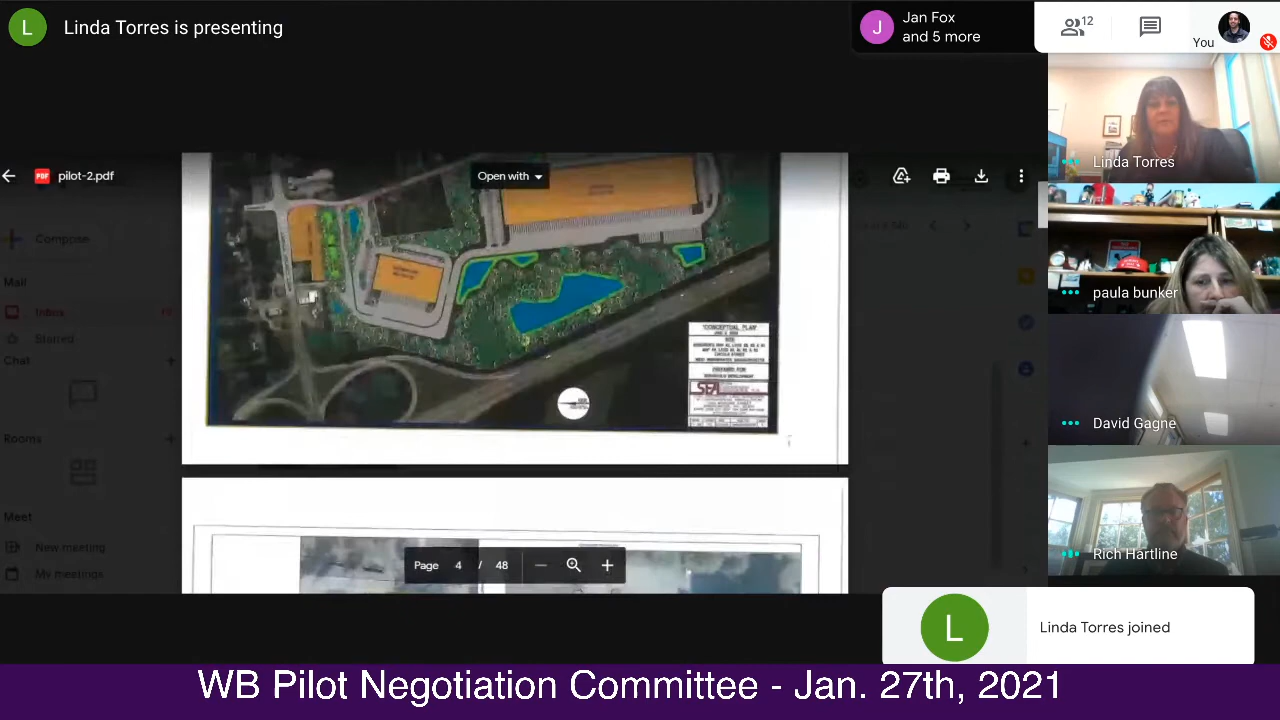 L
Linda Torres is presenting
J
Jan Fox
and 5 more
12
You
Linda Torres
pilot-2.pdf
Open with
Compose
Mail
Inbox
Starred
Chat
Rooms
Meet
New meeting
My meetings
paula bunker
David Gagne
Rich Hartline
"CONCEPTUAL PLAN"
PREPARED FOR
Page 4 / 48
L
Linda Torres joined
WB Pilot Negotiation Committee - Jan. 27th, 2021